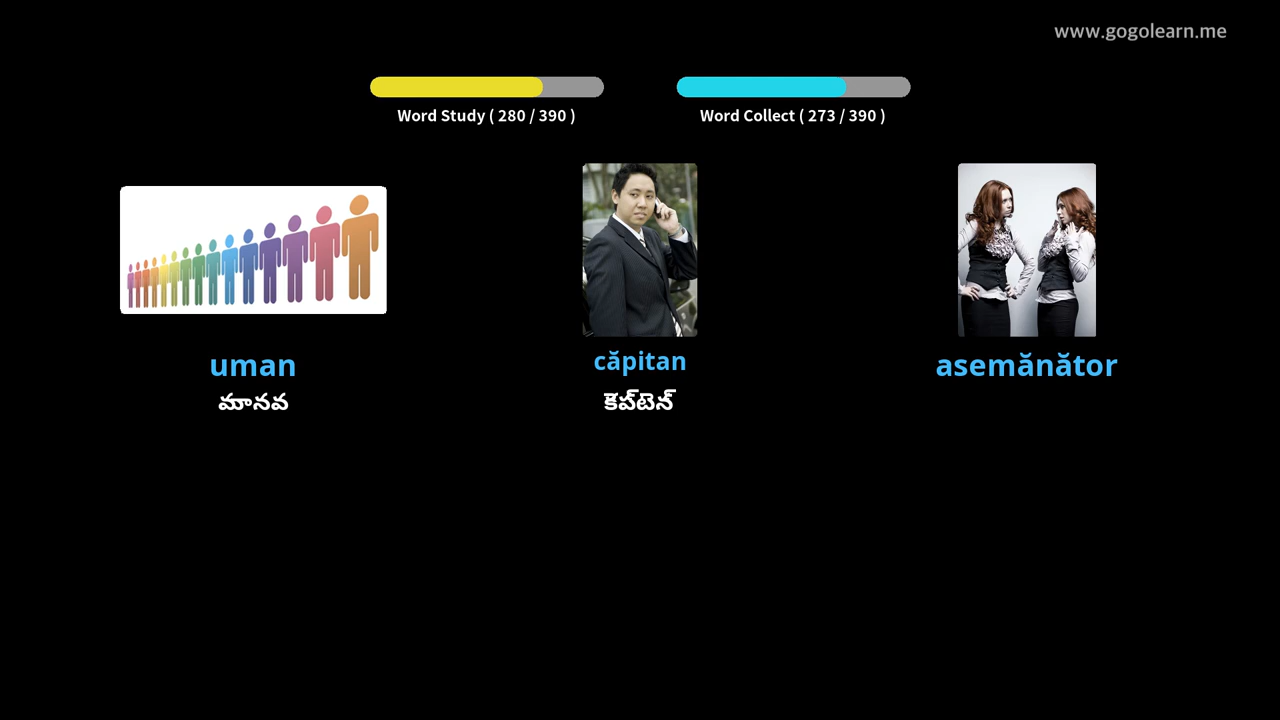 www.gogolearn.me
Word Study ( 280 / 390 )
Word Collect ( 273 / 390 )
uman
మానవ
căpitan
కెప్టెన్
asemănător